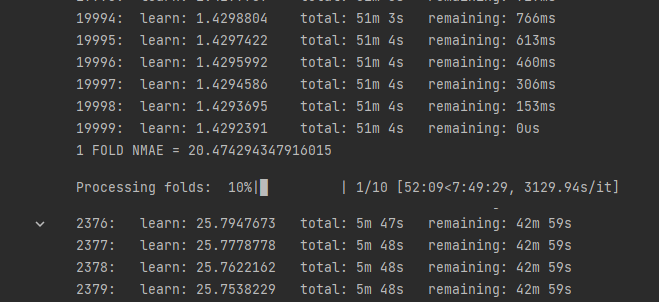 19994:  learn: 1.4298804    total: 51m 3s   remaining: 766ms
19995:  learn: 1.4297422    total: 51m 4s   remaining: 613ms
19996:  learn: 1.4295992    total: 51m 4s   remaining: 460ms
19997:  learn: 1.4294586    total: 51m 4s   remaining: 306ms
19998:  learn: 1.4293695    total: 51m 4s   remaining: 153ms
19999:  learn: 1.4292391    total: 51m 4s   remaining: 0us
1 FOLD NMAE = 20.474294347916015
Processing folds:  10%|█         | 1/10 [52:09<7:49:29, 3129.94s/it]
2376:   learn: 25.7947673   total: 5m 47s   remaining: 42m 59s
2377:   learn: 25.7778778   total: 5m 48s   remaining: 42m 59s
2378:   learn: 25.7622162   total: 5m 48s   remaining: 42m 59s
2379:   learn: 25.7538229   total: 5m 48s   remaining: 42m 59s